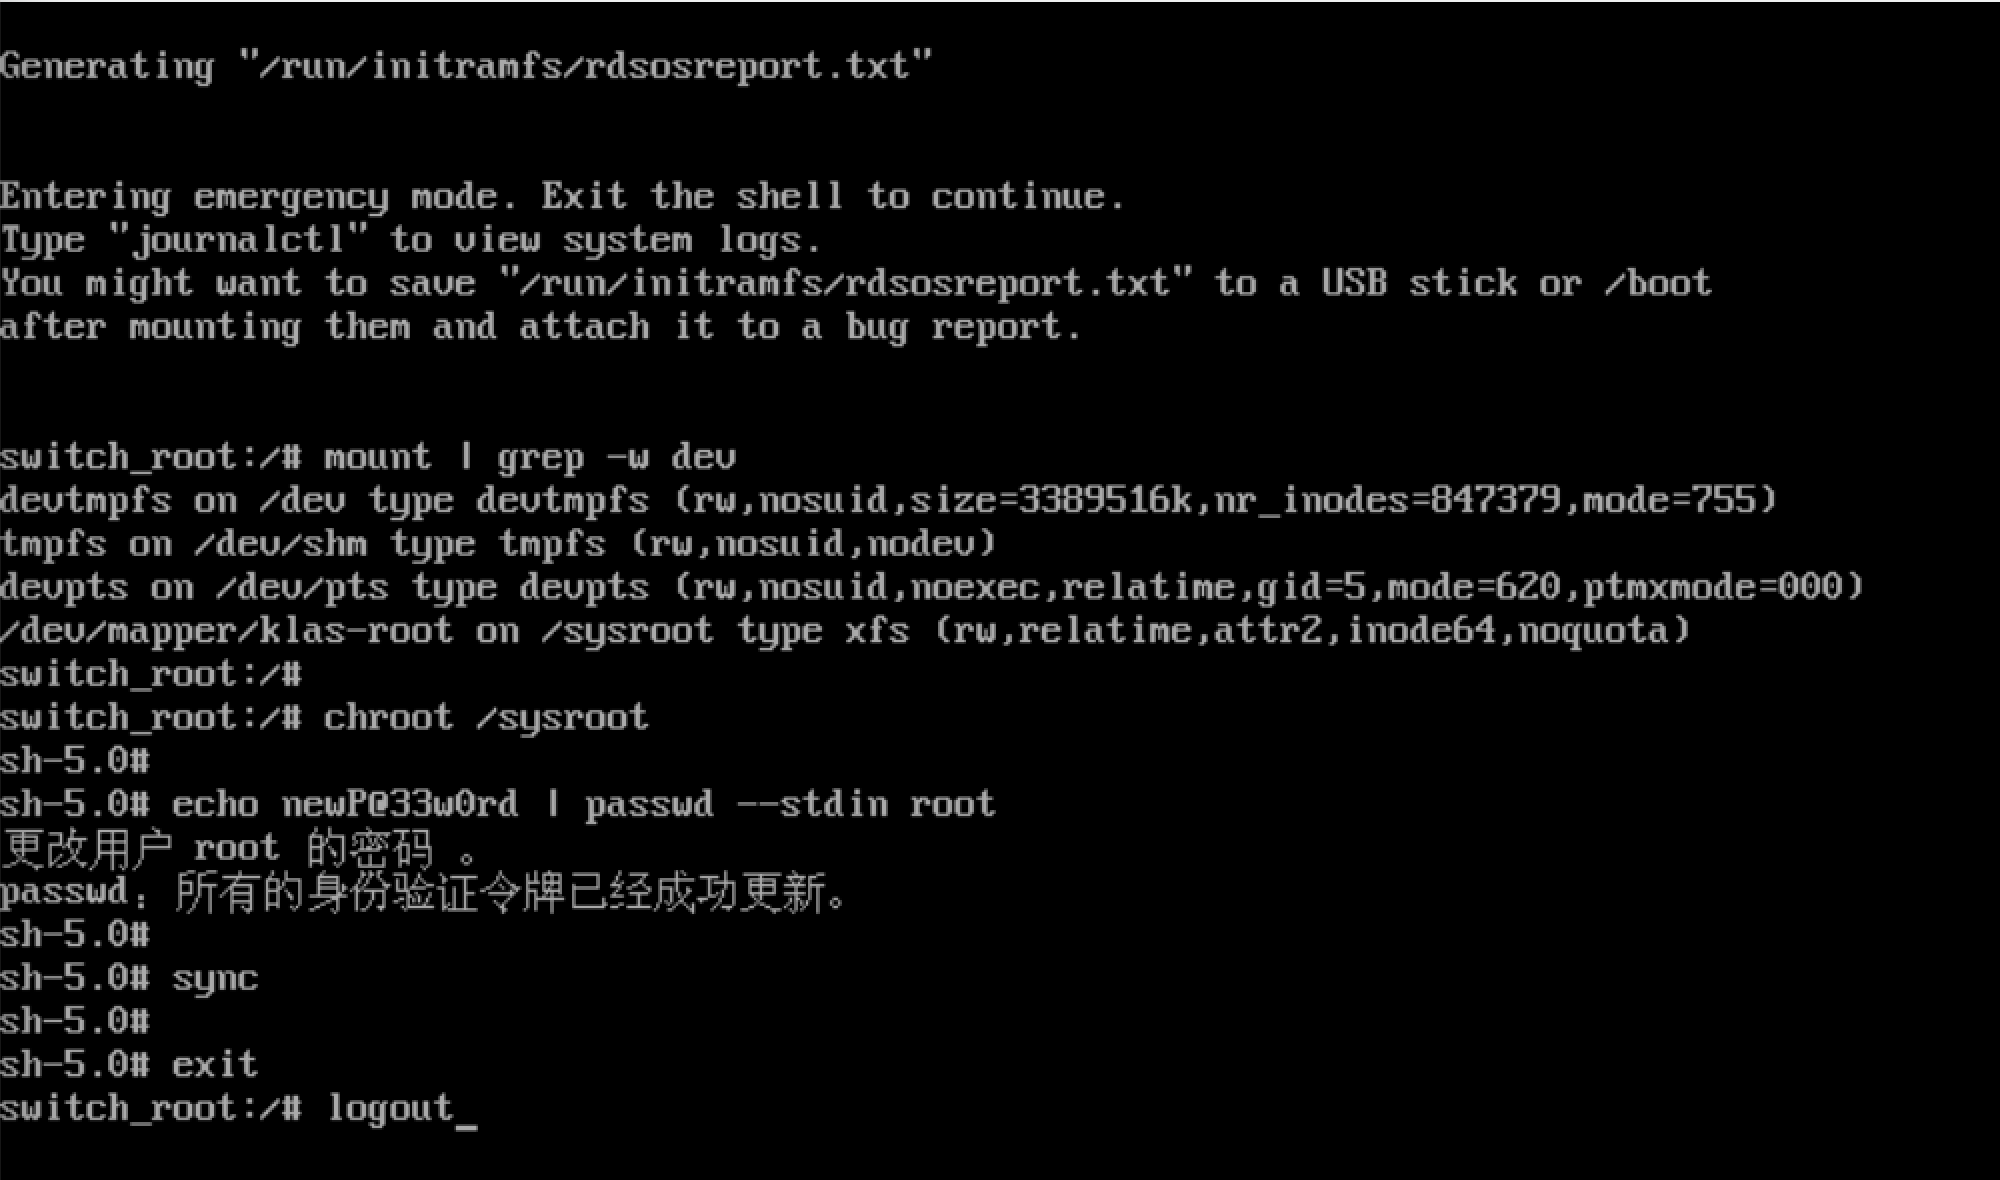 Generating "/run/initramfs/rdsosreport.txt"
Entering emergency mode. Exit the shell to continue.
Type "journalctl" to view system logs.
You might want to save "/run/initramfs/rdsosreport.txt" to a USB stick or /boot
after mounting them and attach it to a bug report.
switch_root:/# mount | grep -w dev
devtmpfs on /dev type devtmpfs (rw,nosuid,size=3389516k,nr_inodes=847379,mode=755)
tmpfs on /dev/shm type tmpfs (rw,nosuid,nodev)
devpts on /dev/pts type devpts (rw,nosuid,noexec,relatime,gid=5,mode=620,ptmxmode=000)
/dev/mapper/klas-root on /sysroot type xfs (rw,relatime,attr2,inode64,noquota)
switch_root:/#
switch_root:/# chroot /sysroot
sh-5.0#
sh-5.0# echo newP@33w0rd | passwd --stdin root
更改用户 root 的密码 。
passwd：所有的身份验证令牌已经成功更新。
sh-5.0#
sh-5.0# sync
sh-5.0#
sh-5.0# exit
switch_root:/# logout_